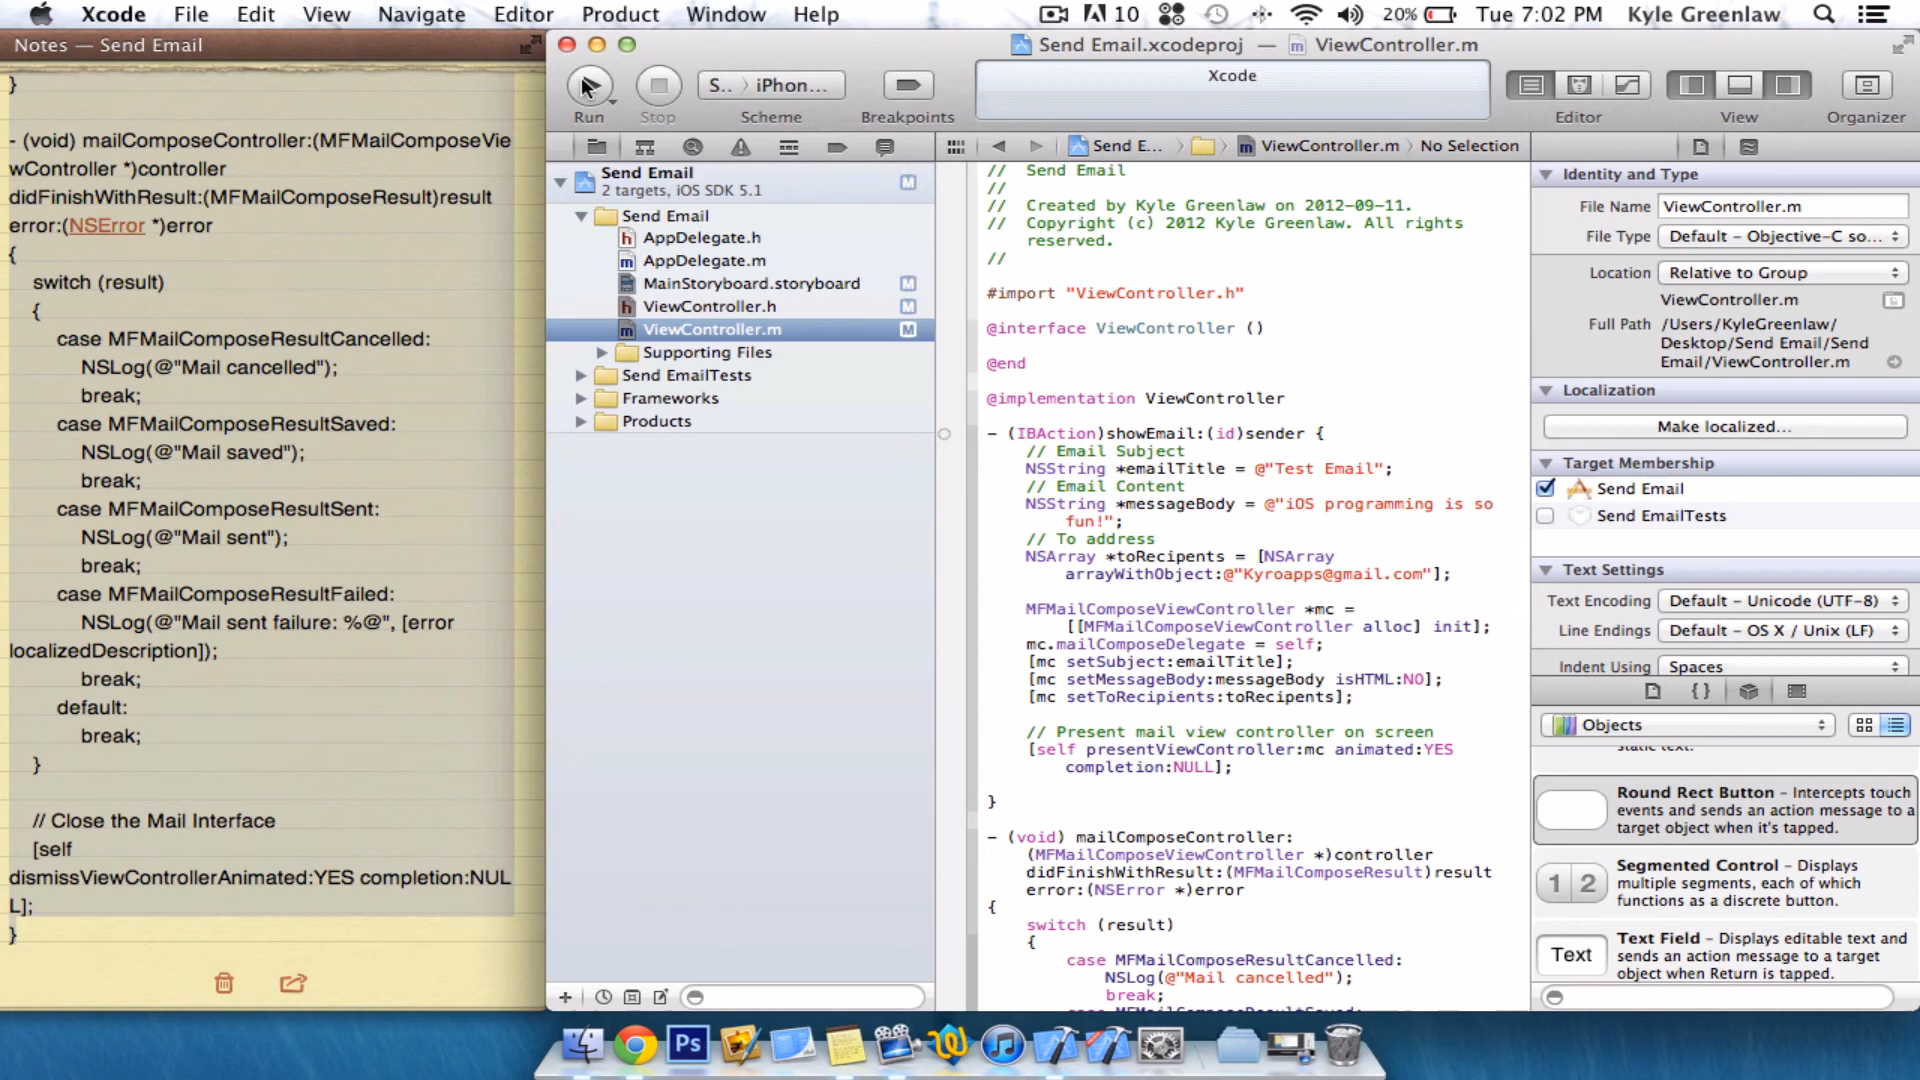 Xcode File Edit View Navigate Editor Product Window Help 10 20% Tue 7:02 PM Kyle Greenlaw
Notes — Send Email
}
- (void) mailComposeController:(MFMailComposeVie
wController *)controller
didFinishWithResult:(MFMailComposeResult)result
error:(NSError *)error
{
switch (result)
{
case MFMailComposeResultCancelled:
NSLog(@"Mail cancelled");
break;
case MFMailComposeResultSaved:
NSLog(@"Mail saved");
break;
case MFMailComposeResultSent:
NSLog(@"Mail sent");
break;
case MFMailComposeResultFailed:
NSLog(@"Mail sent failure: %@", [error
localizedDescription]);
break;
default:
break;
}
// Close the Mail Interface
[self
dismissViewControllerAnimated:YES completion:NUL
L];
}
Send Email.xcodeproj — ViewController.m
S.. iPhon...
Xcode
Run Stop Scheme Breakpoints Editor View Organizer
Send E... ViewController.m No Selection
Send Email M
2 targets, iOS SDK 5.1
Send Email
AppDelegate.h
AppDelegate.m
MainStoryboard.storyboard M
ViewController.h M
ViewController.m M
Supporting Files
Send EmailTests
Frameworks
Products
// Send Email
//
// Created by Kyle Greenlaw on 2012-09-11.
// Copyright (c) 2012 Kyle Greenlaw. All rights
reserved.
//
#import "ViewController.h"
@interface ViewController ()
@end
@implementation ViewController
- (IBAction)showEmail:(id)sender {
// Email Subject
NSString *emailTitle = @"Test Email";
// Email Content
NSString *messageBody = @"iOS programming is so
fun!";
// To address
NSArray *toRecipents = [NSArray
arrayWithObject:@"Kyroapps@gmail.com"];
MFMailComposeViewController *mc =
[[MFMailComposeViewController alloc] init];
mc.mailComposeDelegate = self;
[mc setSubject:emailTitle];
[mc setMessageBody:messageBody isHTML:NO];
[mc setToRecipients:toRecipents];
// Present mail view controller on screen
[self presentViewController:mc animated:YES
completion:NULL];
}
- (void) mailComposeController:
(MFMailComposeViewController *)controller
didFinishWithResult:(MFMailComposeResult)result
error:(NSError *)error
{
switch (result)
{
case MFMailComposeResultCancelled:
NSLog(@"Mail cancelled");
break;
case MFMailComposeResultSaved:
Identity and Type
File Name ViewController.m
File Type Default - Objective-C so...
Location Relative to Group
ViewController.m
Full Path /Users/KyleGreenlaw/
Desktop/Send Email/Send
Email/ViewController.m
Localization
Make localized...
Target Membership
Send Email
Send EmailTests
Text Settings
Text Encoding Default - Unicode (UTF-8)
Line Endings Default - OS X / Unix (LF)
Indent Using Spaces
{ }
Objects
static text.
Round Rect Button - Intercepts touch
events and sends an action message to a
target object when it's tapped.
1 2
Segmented Control - Displays
multiple segments, each of which
functions as a discrete button.
Text
Text Field - Displays editable text and
sends an action message to a target
object when Return is tapped.
Ps